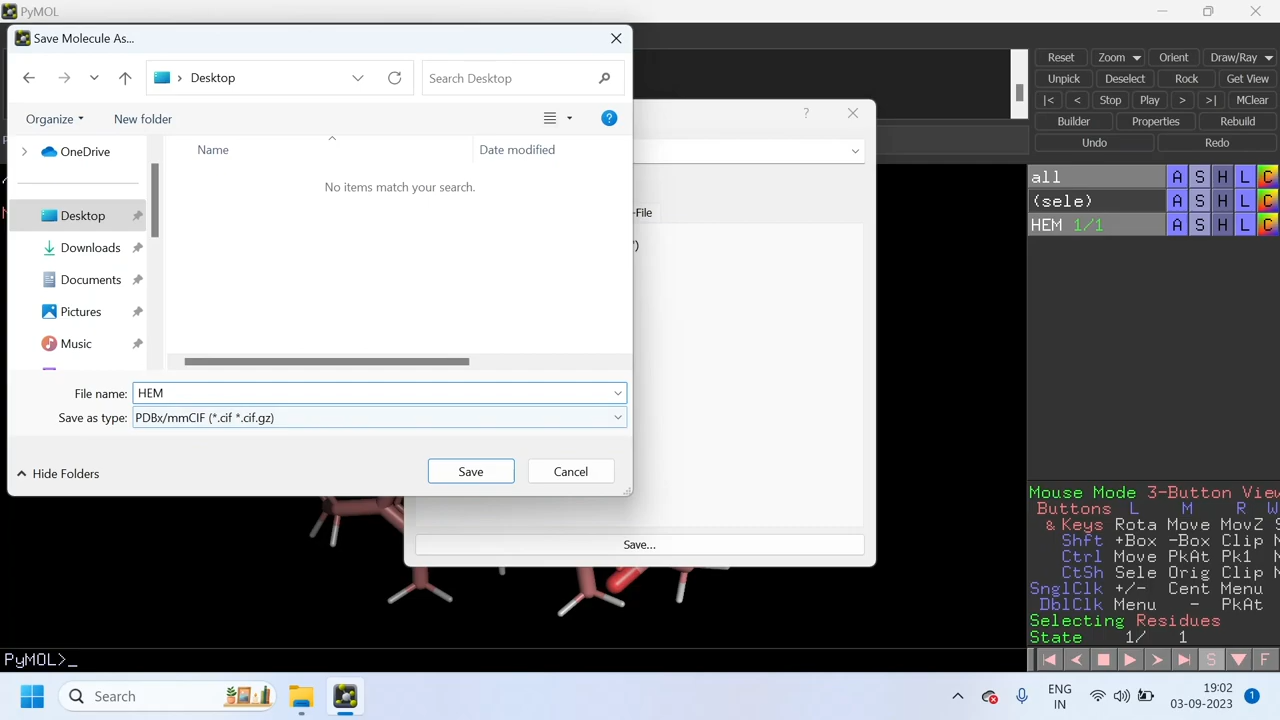 PyMOL
Save Molecule As...
Desktop
Search Desktop
Organize
New folder
Name
Date modified
No items match your search.
OneDrive
Desktop
Downloads
Documents
Pictures
Music
File name: HEM
Save as type: PDBx/mmCIF (*.cif *.cif.gz)
Hide Folders
Save
Cancel
?
-File
Save...
Reset Zoom Orient Draw/Ray
Unpick Deselect Rock Get View
|< < Stop Play > >| MClear
Builder Properties Rebuild
Undo Redo
all A S H L C
(sele) A S H L C
HEM 1/1 A S H L C
Mouse Mode 3-Button View
Buttons L M R W
& Keys Rota Move MovZ S
Shft +Box -Box Clip
Ctrl Move PkAt Pk1
CtSh Sele Orig Clip
SnglClk +/- Cent Menu
DblClk Menu - PkAt
Selecting Residues
State 1/ 1
S F
PyMOL>_
Search
ENG
IN
19:02
03-09-2023
1